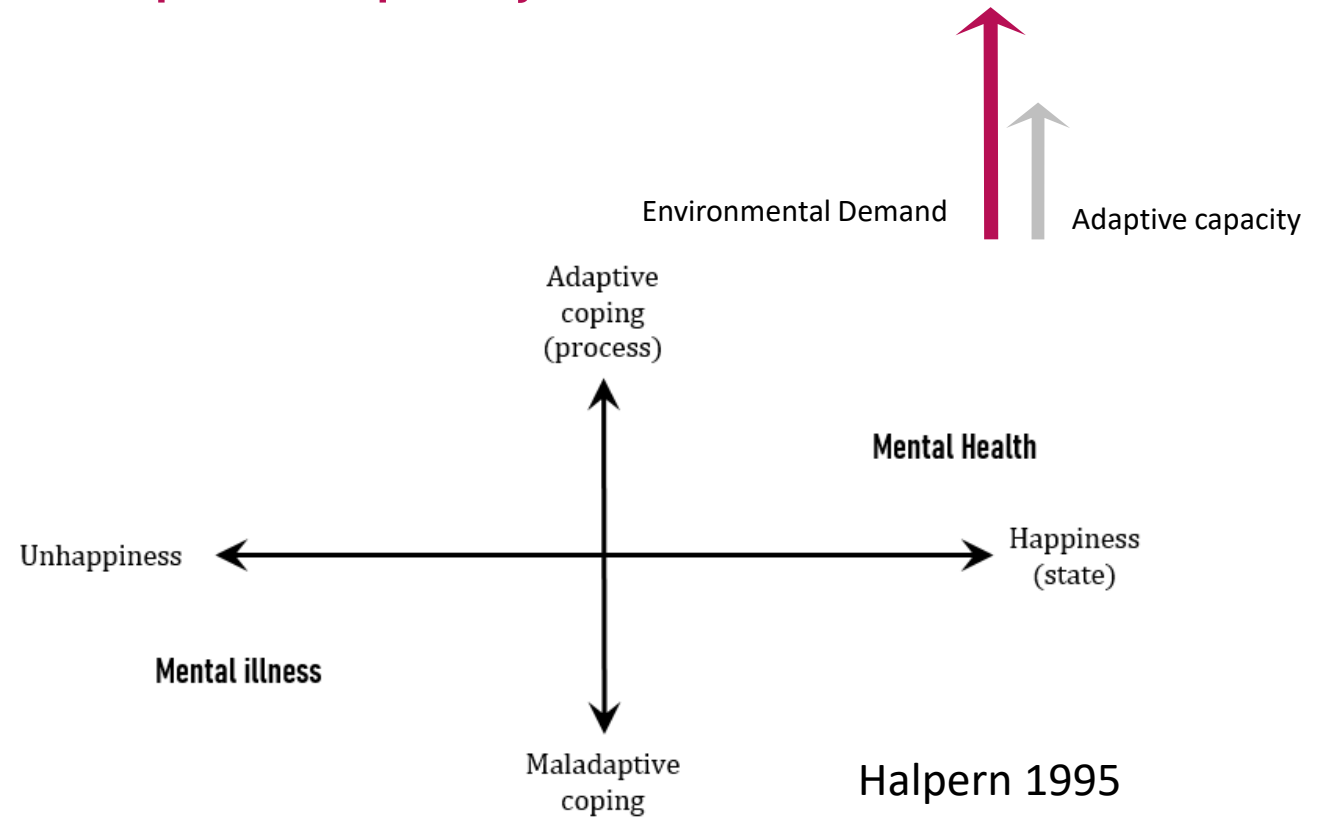 Environmental Demand
Adaptive capacity
Adaptive
coping
(process)
Mental Health
Unhappiness
Happiness
(state)
Mental illness
Maladaptive
coping
Halpern 1995